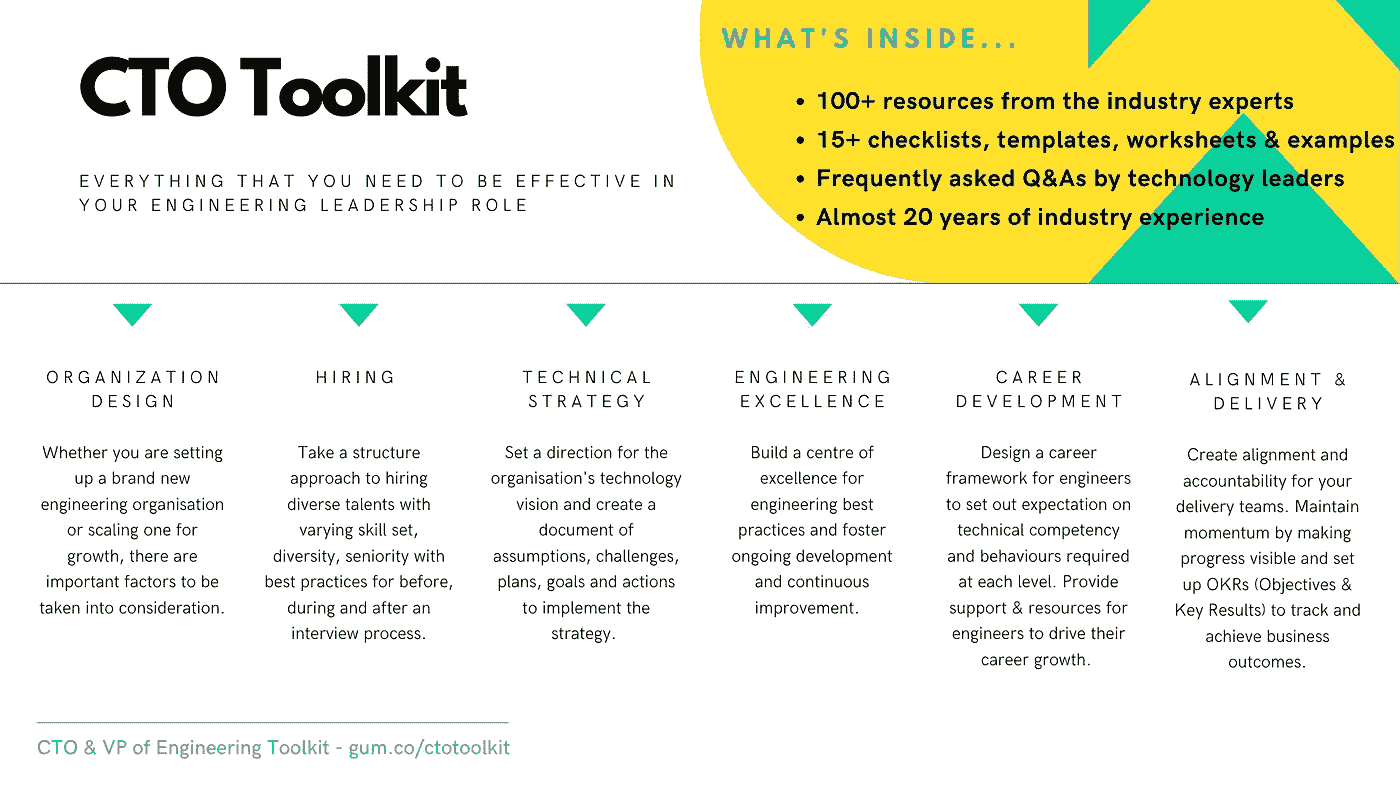 CTO Toolkit
EVERYTHING THAT YOU NEED TO BE EFFECTIVE IN
YOUR ENGINEERING LEADERSHIP ROLE
WHAT'S INSIDE...
• 100+ resources from the industry experts
• 15+ checklists, templates, worksheets & examples
• Frequently asked Q&As by technology leaders
• Almost 20 years of industry experience
ORGANIZATION
DESIGN
Whether you are setting
up a brand new
engineering organisation
or scaling one for
growth, there are
important factors to be
taken into consideration.
HIRING
Take a structure
approach to hiring
diverse talents with
varying skill set,
diversity, seniority with
best practices for before,
during and after an
interview process.
TECHNICAL
STRATEGY
Set a direction for the
organisation's technology
vision and create a
document of
assumptions, challenges,
plans, goals and actions
to implement the
strategy.
ENGINEERING
EXCELLENCE
Build a centre of
excellence for
engineering best
practices and foster
ongoing development
and continuous
improvement.
CAREER
DEVELOPMENT
Design a career
framework for engineers
to set out expectation on
technical competency
and behaviours required
at each level. Provide
support & resources for
engineers to drive their
career growth.
ALIGNMENT &
DELIVERY
Create alignment and
accountability for your
delivery teams. Maintain
momentum by making
progress visible and set
up OKRs (Objectives &
Key Results) to track and
achieve business
outcomes.
CTO & VP of Engineering Toolkit - gum.co/ctotoolkit